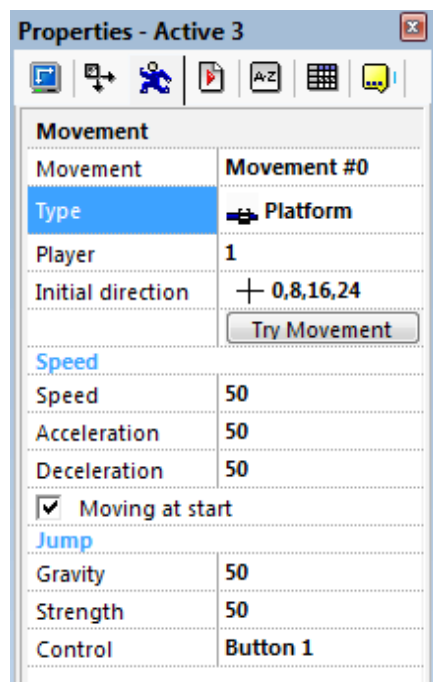 Properties - Active 3
A-Z
Movement
Movement Movement #0
Type Platform
Player 1
Initial direction 0,8,16,24
Try Movement
Speed
Speed 50
Acceleration 50
Deceleration 50
Moving at start
Jump
Gravity 50
Strength 50
Control Button 1